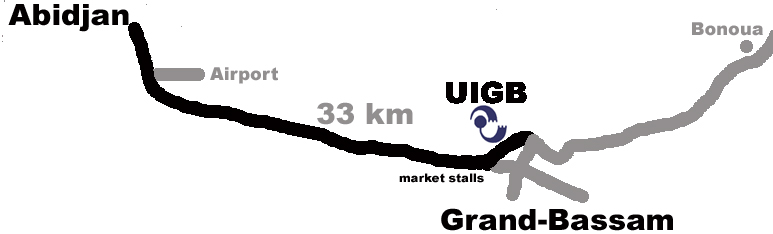 Abidjan
Bonoua
Airport
UIGB
33 km
market stalls
Grand-Bassam